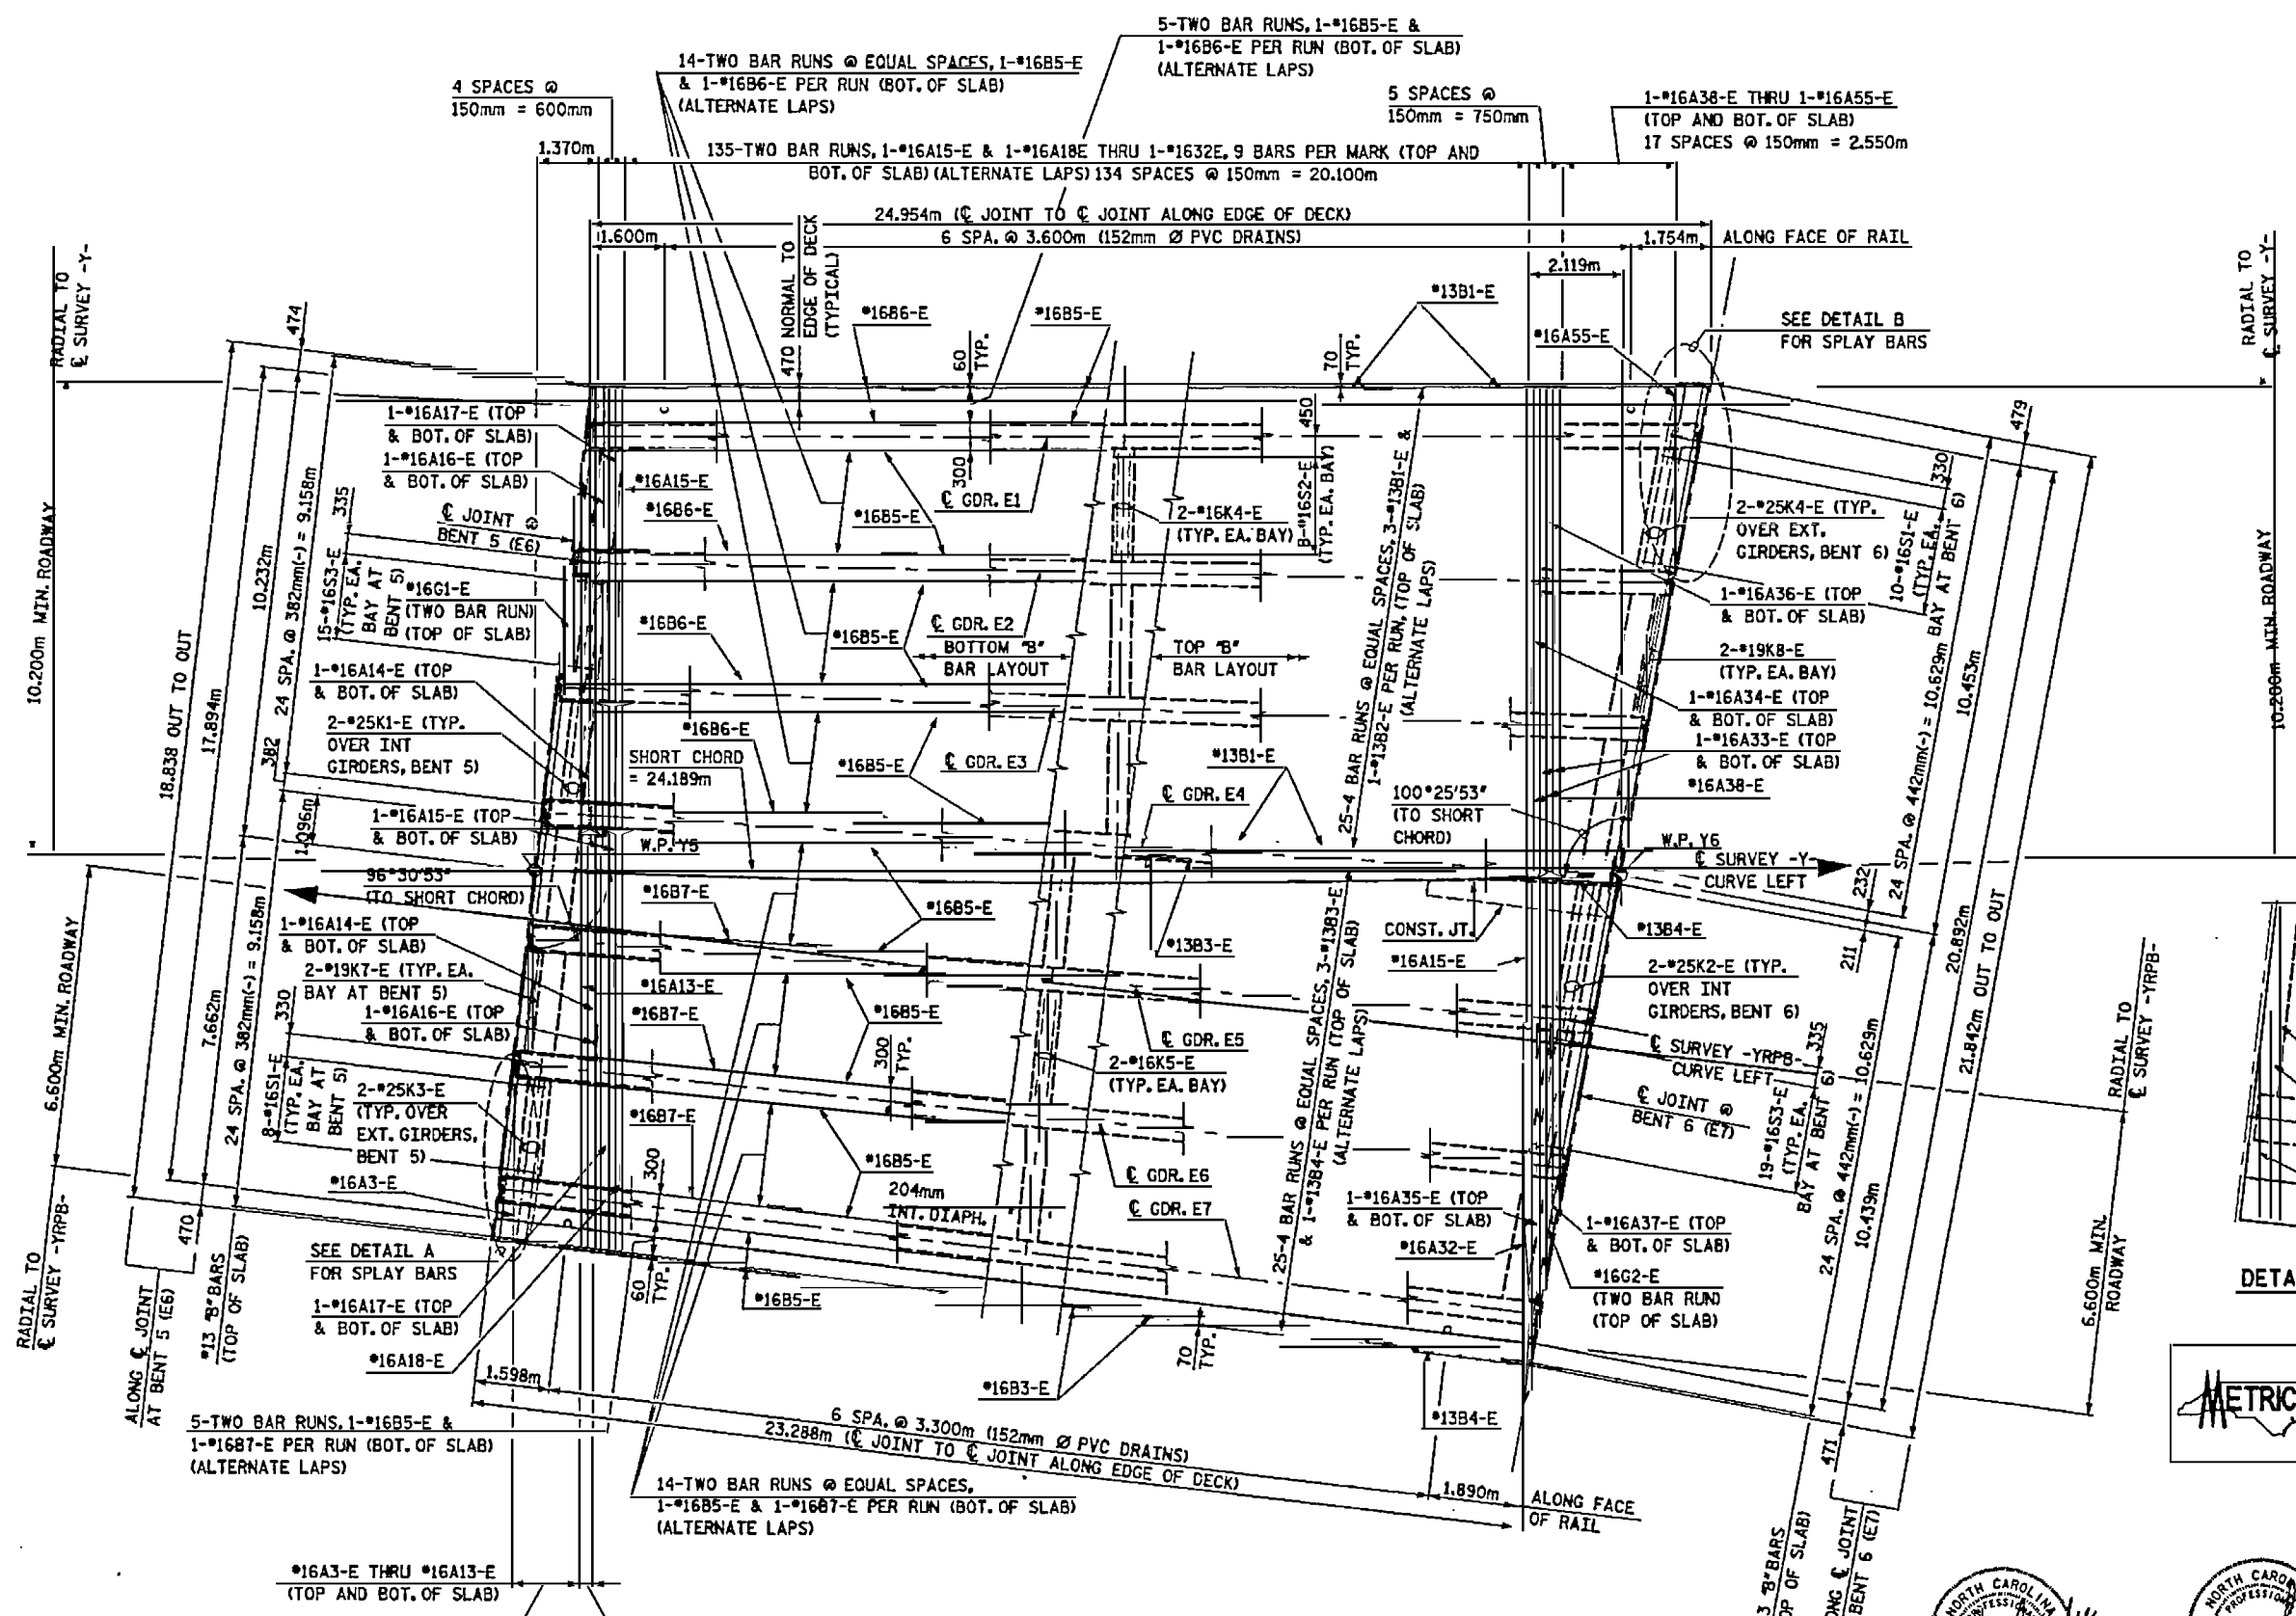 5-TWO BAR RUNS, 1-#16B5-E &
1-#16B6-E PER RUN (BOT. OF SLAB)
(ALTERNATE LAPS)
14-TWO BAR RUNS @ EQUAL SPACES, 1-#16B5-E
& 1-#16B6-E PER RUN (BOT. OF SLAB)
(ALTERNATE LAPS)
4 SPACES @
150mm = 600mm
5 SPACES @
150mm = 750mm
1-#16A38-E THRU 1-#16A55-E
(TOP AND BOT. OF SLAB)
17 SPACES @ 150mm = 2.550m
1.370m
135-TWO BAR RUNS, 1-#16A15-E & 1-#16A18E THRU 1-#1632E, 9 BARS PER MARK (TOP AND
BOT. OF SLAB) (ALTERNATE LAPS) 134 SPACES @ 150mm = 20.100m
24.954m (℄ JOINT TO ℄ JOINT ALONG EDGE OF DECK)
1.600m
6 SPA. @ 3.600m (152mm Ø PVC DRAINS)
1.754m
ALONG FACE OF RAIL
2.119m
RADIAL TO
℄ SURVEY -Y-
RADIAL TO
℄ SURVEY -Y-
470 NORMAL TO
EDGE OF DECK
(TYPICAL)
474
#16B6-E
#16B5-E
60
TYP.
70
TYP.
#13B1-E
#16A55-E
SEE DETAIL B
FOR SPLAY BARS
1-#16A17-E (TOP
& BOT. OF SLAB)
1-#16A16-E (TOP
& BOT. OF SLAB)
#16A15-E
#16B6-E
#16B5-E
300
℄ GDR. E1
2-#16K4-E
(TYP. EA. BAY)
450
8-#16S2-E
(TYP. EA. BAY)
479
330
10-#16S1-E
(TYP. EA.
BAY AT BENT 6)
2-#25K4-E (TYP.
OVER EXT.
GIRDERS, BENT 6)
1-#16A36-E (TOP
& BOT. OF SLAB)
10.200m MIN. ROADWAY
10.200m MIN. ROADWAY
335
℄ JOINT @
BENT 5 (E6)
15-#16S3-E
(TYP. EA.
BAY AT
BENT 5)
#16G1-E
(TWO BAR RUN)
(TOP OF SLAB)
10.232m
24 SPA. @ 382mm(-) = 9.158m
18.838 OUT TO OUT
17.894m
#16B6-E
#16B5-E
℄ GDR. E2
BOTTOM "B"
BAR LAYOUT
TOP "B"
BAR LAYOUT
25-4 BAR RUNS @ EQUAL SPACES, 3-#13B1-E &
1-#13B2-E PER RUN, (TOP OF SLAB)
(ALTERNATE LAPS)
2-#19K8-E
(TYP. EA. BAY)
1-#16A34-E (TOP
& BOT. OF SLAB)
1-#16A33-E (TOP
& BOT. OF SLAB)
#16A38-E
10.453m
24 SPA. @ 442mm(-) = 10.629m
1-#16A14-E (TOP
& BOT. OF SLAB)
2-#25K1-E (TYP.
OVER INT
GIRDERS, BENT 5)
382
#16B6-E
SHORT CHORD
= 24.189m
#16B5-E
℄ GDR. E3
#13B1-E
℄ GDR. E4
100°25'53"
(TO SHORT
CHORD)
1-#16A15-E (TOP
& BOT. OF SLAB)
1.096m
W.P. Y5
W.P. Y6
℄ SURVEY -Y-
CURVE LEFT
96°30'53"
(TO SHORT CHORD)
#16B7-E
#16B5-E
232
211
1-#16A14-E (TOP
& BOT. OF SLAB)
2-#19K7-E (TYP. EA.
BAY AT BENT 5)
1-#16A16-E (TOP
& BOT. OF SLAB)
#16A13-E
#16B7-E
#16B5-E
#13B3-E
CONST. JT.
#16A15-E
#13B4-E
2-#25K2-E (TYP.
OVER INT
GIRDERS, BENT 6)
20.892m
21.842m OUT TO OUT
6.600m MIN. ROADWAY
7.662m
24 SPA. @ 382mm(-) = 9.158m
330
8-#16S1-E
(TYP. EA.
BAY AT
BENT 5)
2-#25K3-E
(TYP. OVER
EXT. GIRDERS,
BENT 5)
300
TYP.
℄ GDR. E5
2-#16K5-E
(TYP. EA. BAY)
25-4 BAR RUNS @ EQUAL SPACES, 3-#13B3-E
& 1-#13B4-E PER RUN (TOP OF SLAB)
(ALTERNATE LAPS)
℄ SURVEY -YRPB-
CURVE LEFT
℄ JOINT @
BENT 6 (E7)
335
19-#16S3-E
(TYP. EA.
BAY AT BENT 6)
RADIAL TO
℄ SURVEY -YRPB-
#16B7-E
#16B5-E
℄ GDR. E6
#16A3-E
300
204mm
INT. DIAPH.
℄ GDR. E7
1-#16A35-E (TOP
& BOT. OF SLAB)
#16A32-E
1-#16A37-E (TOP
& BOT. OF SLAB)
#16G2-E
(TWO BAR RUN)
(TOP OF SLAB)
24 SPA. @ 442mm(-) = 10.629m
10.439m
6.600m MIN.
ROADWAY
RADIAL TO
℄ SURVEY -YRPB-
470
ALONG ℄ JOINT
AT BENT 5 (E6)
#13 "B" BARS
(TOP OF SLAB)
SEE DETAIL A
FOR SPLAY BARS
1-#16A17-E (TOP
& BOT. OF SLAB)
#16A18-E
60
TYP.
#16B5-E
70
TYP.
#16B3-E
#13B4-E
1.598m
6 SPA. @ 3.300m (152mm Ø PVC DRAINS)
23.288m (℄ JOINT TO ℄ JOINT ALONG EDGE OF DECK)
1.890m
ALONG FACE
OF RAIL
5-TWO BAR RUNS, 1-#16B5-E &
1-#16B7-E PER RUN (BOT. OF SLAB)
(ALTERNATE LAPS)
14-TWO BAR RUNS @ EQUAL SPACES,
1-#16B5-E & 1-#16B7-E PER RUN (BOT. OF SLAB)
(ALTERNATE LAPS)
#16A3-E THRU #16A13-E
(TOP AND BOT. OF SLAB)
471
3 "B" BARS
OP OF SLAB)
ONG ℄ JOINT
BENT 6 (E7)
DETA
METRIC
NORTH CAROLINA
NORTH CARO
PROFESSIO